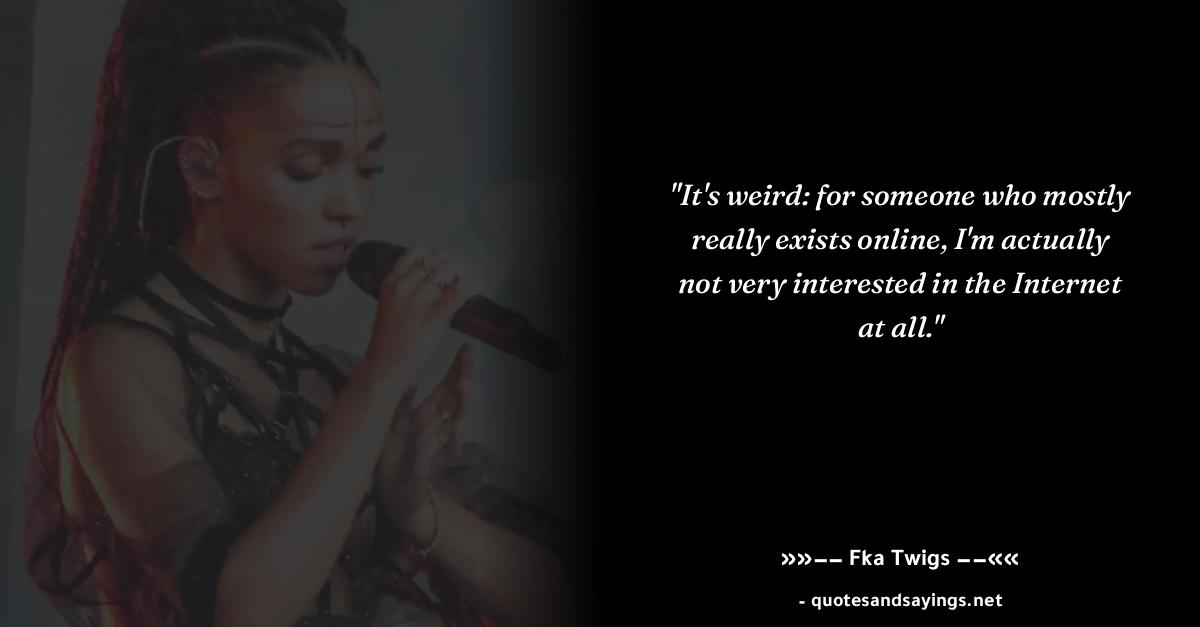 "It's weird: for someone who mostly
really exists online, I'm actually
not very interested in the Internet
at all."
»»–– Fka Twigs ––««
- quotesandsayings.net